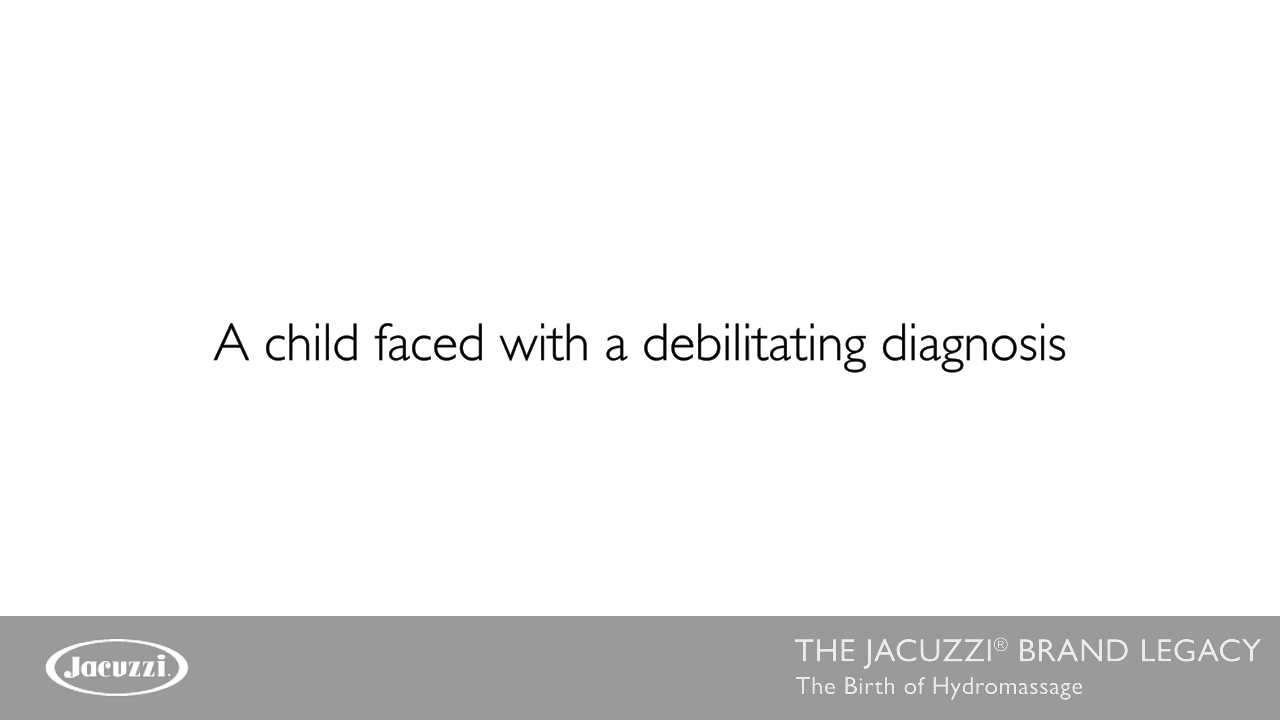 A child faced with a debilitating diagnosis
Jacuzzi.
THE JACUZZI® BRAND LEGACY
The Birth of Hydromassage